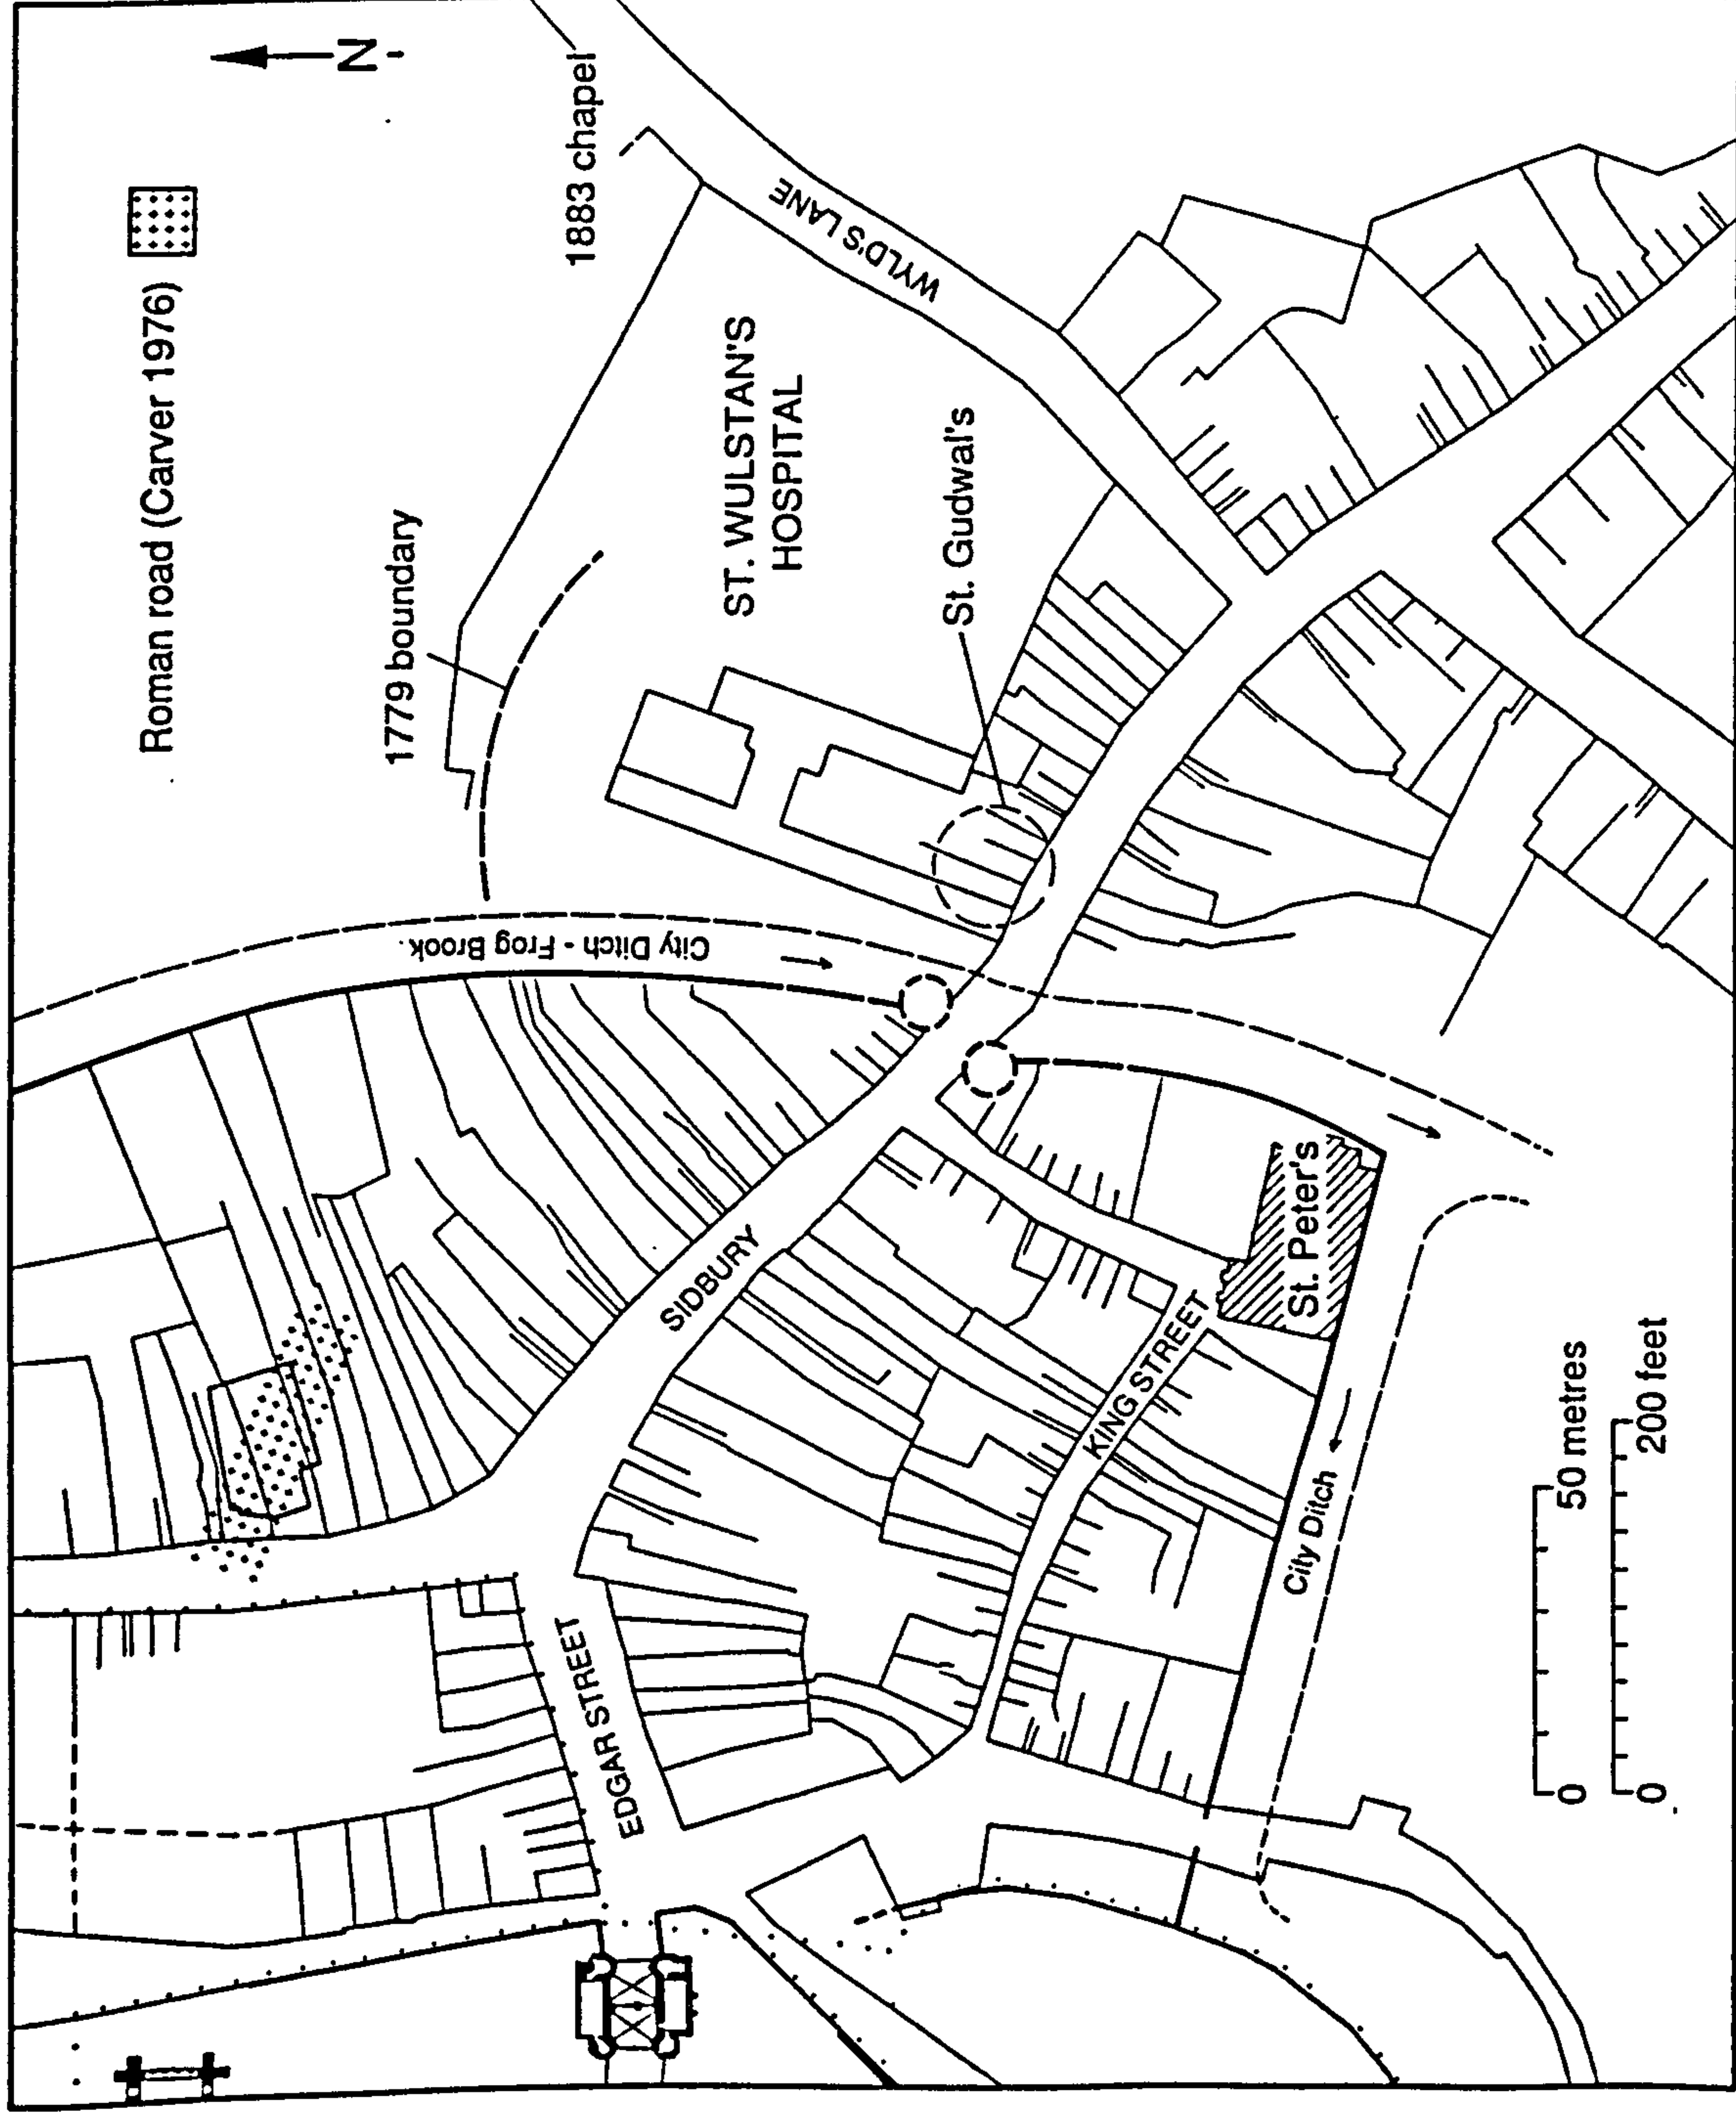 N
Roman road (Carver 1976)
1883 chapel
1779 boundary
WYLD'S LANE
ST. WULSTAN'S
HOSPITAL
St. Gudwal's
City Ditch - Frog Brook.
SIDBURY
St. Peter's
KING STREET
EDGAR STREET
City Ditch
0 50 metres
0 200 feet